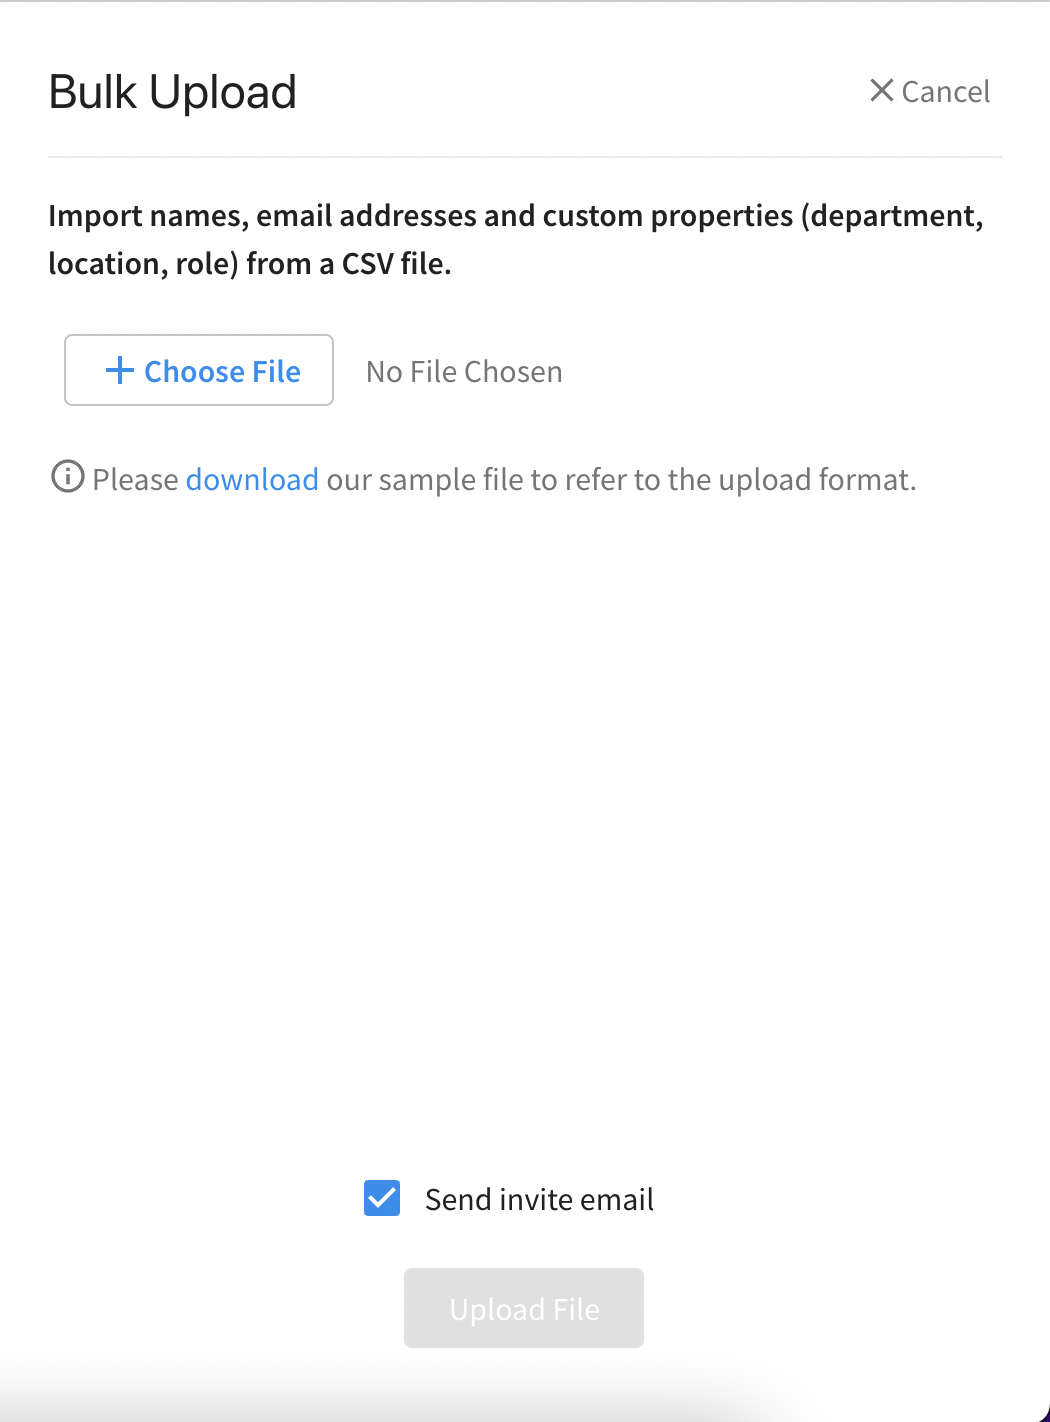 Bulk Upload
Cancel
Import names, email addresses and custom properties (department,
location, role) from a CSV file.
Choose File
No File Chosen
Please download our sample file to refer to the upload format.
Send invite email
Upload File